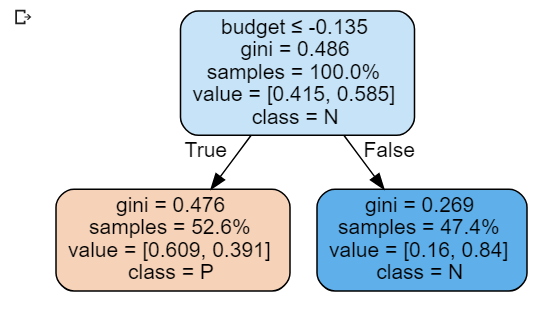 budget ≤ -0.135
gini = 0.486
samples = 100.0%
value = [0.415, 0.585]
class = N
True
False
gini = 0.476
samples = 52.6%
value = [0.609, 0.391]
class = P
gini = 0.269
samples = 47.4%
value = [0.16, 0.84]
class = N